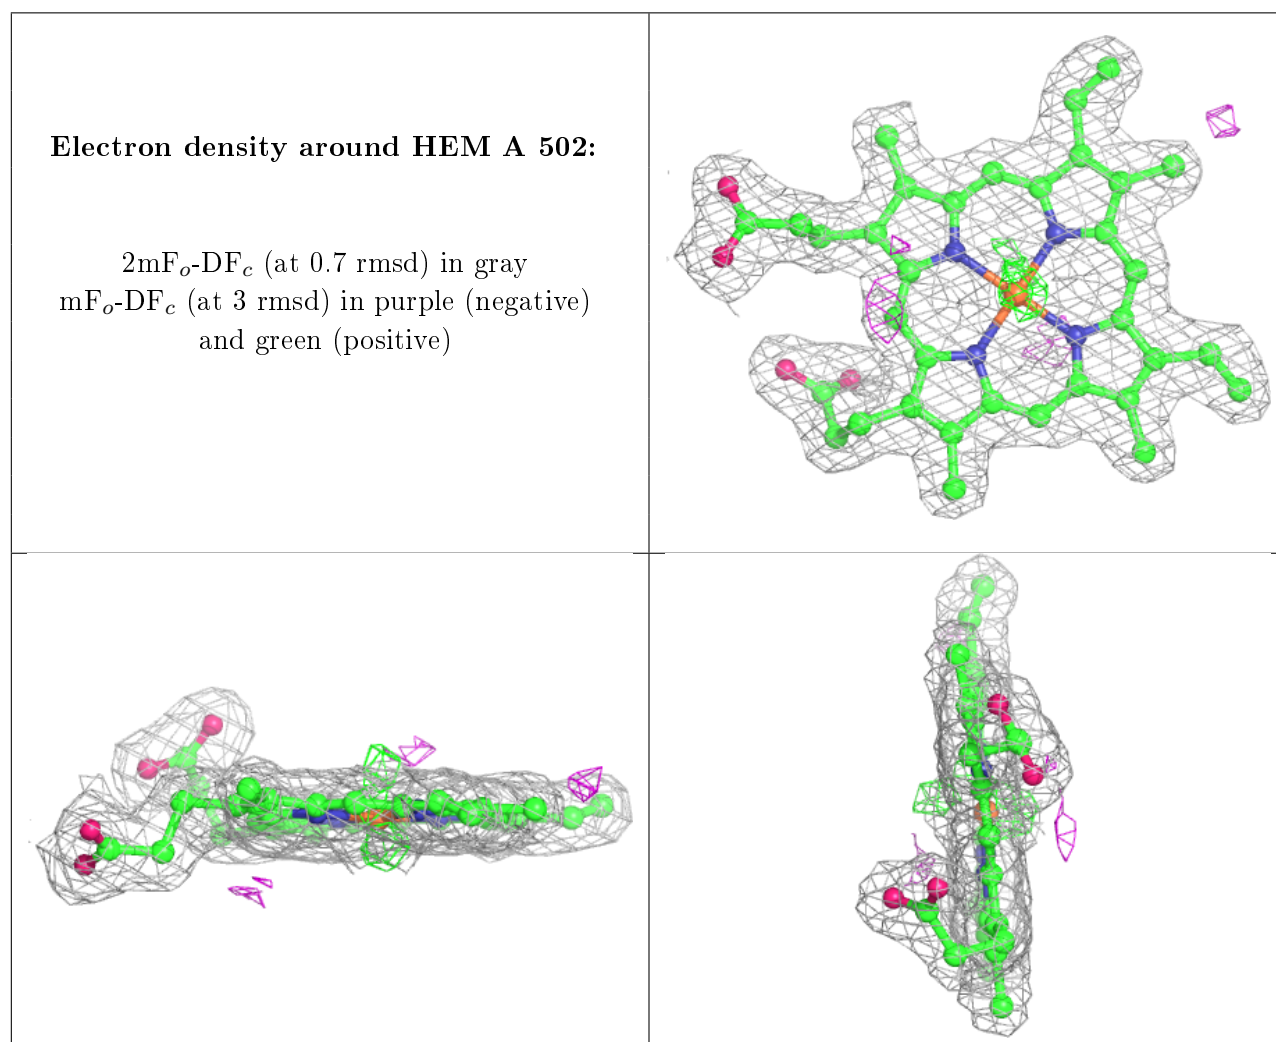 Electron density around HEM A 502:
2mFₒ-DF𝑐 (at 0.7 rmsd) in gray
mFₒ-DF𝑐 (at 3 rmsd) in purple (negative)
and green (positive)